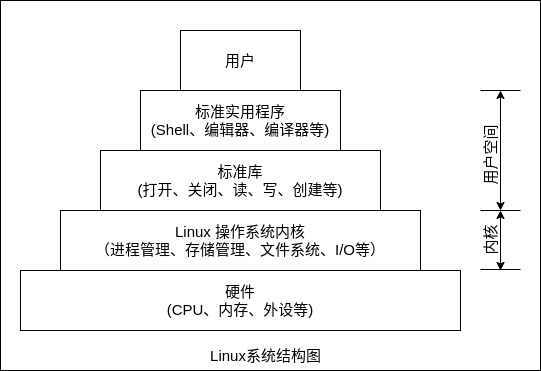 用户
标准实用程序
(Shell、编辑器、编译器等)
标准库
(打开、关闭、读、写、创建等)
Linux 操作系统内核
（进程管理、存储管理、文件系统、I/O等）
硬件
(CPU、内存、外设等)
用户空间
内核
Linux系统结构图